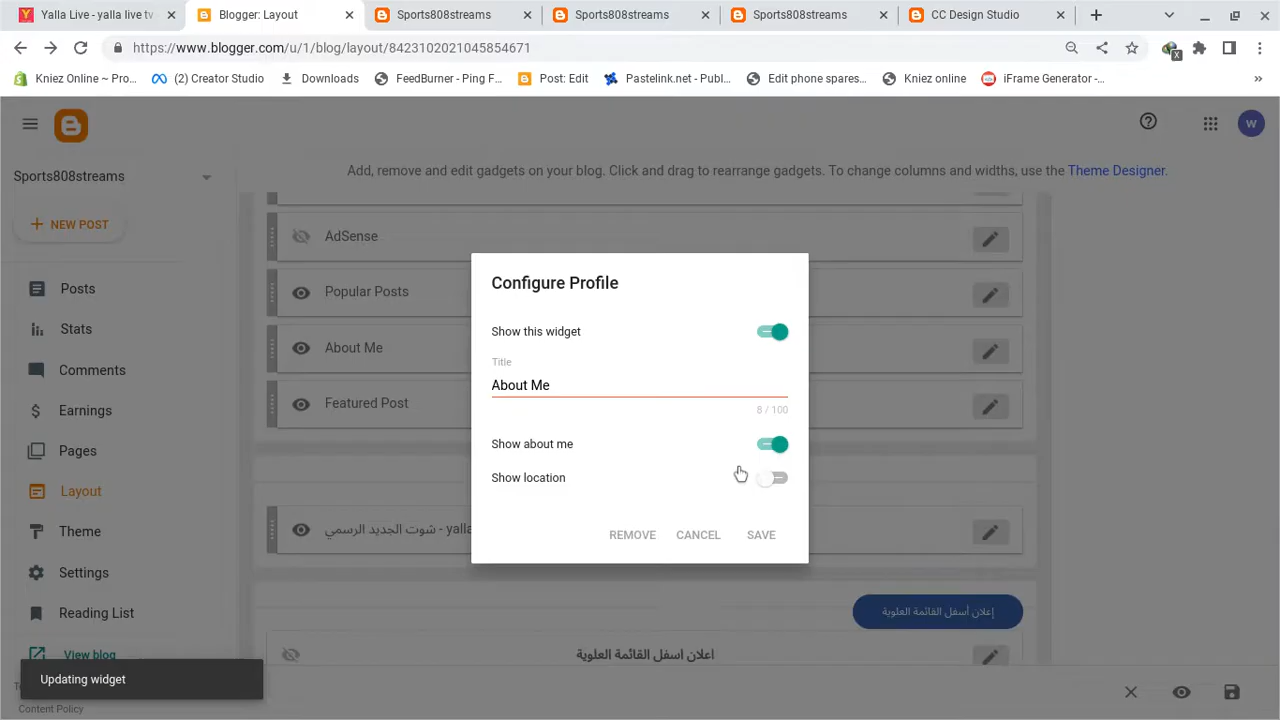 Yalla Live - yalla live tv
Blogger: Layout
Sports808streams
Sports808streams
Sports808streams
CC Design Studio
https://www.blogger.com/u/1/blog/layout/8423102021045854671
Kniez Online ~ Pro...
(2) Creator Studio
Downloads
FeedBurner - Ping F...
Post: Edit
Pastelink.net - Publ...
Edit phone spares...
Kniez online
iFrame Generator -...
»
X
W
Sports808streams
Add, remove and edit gadgets on your blog. Click and drag to rearrange gadgets. To change columns and widths, use the Theme Designer.
NEW POST
Posts
Stats
Comments
Earnings
Pages
Layout
Theme
Settings
Reading List
View blog
Content Policy
AdSense
Popular Posts
About Me
Featured Post
شوت الجديد الرسمي - yalla
إعلان أسفل القائمة العلوية
اعلان اسفل القائمة العلوية
Configure Profile
Show this widget
Title
About Me
8 / 100
Show about me
Show location
REMOVE
CANCEL
SAVE
Updating widget